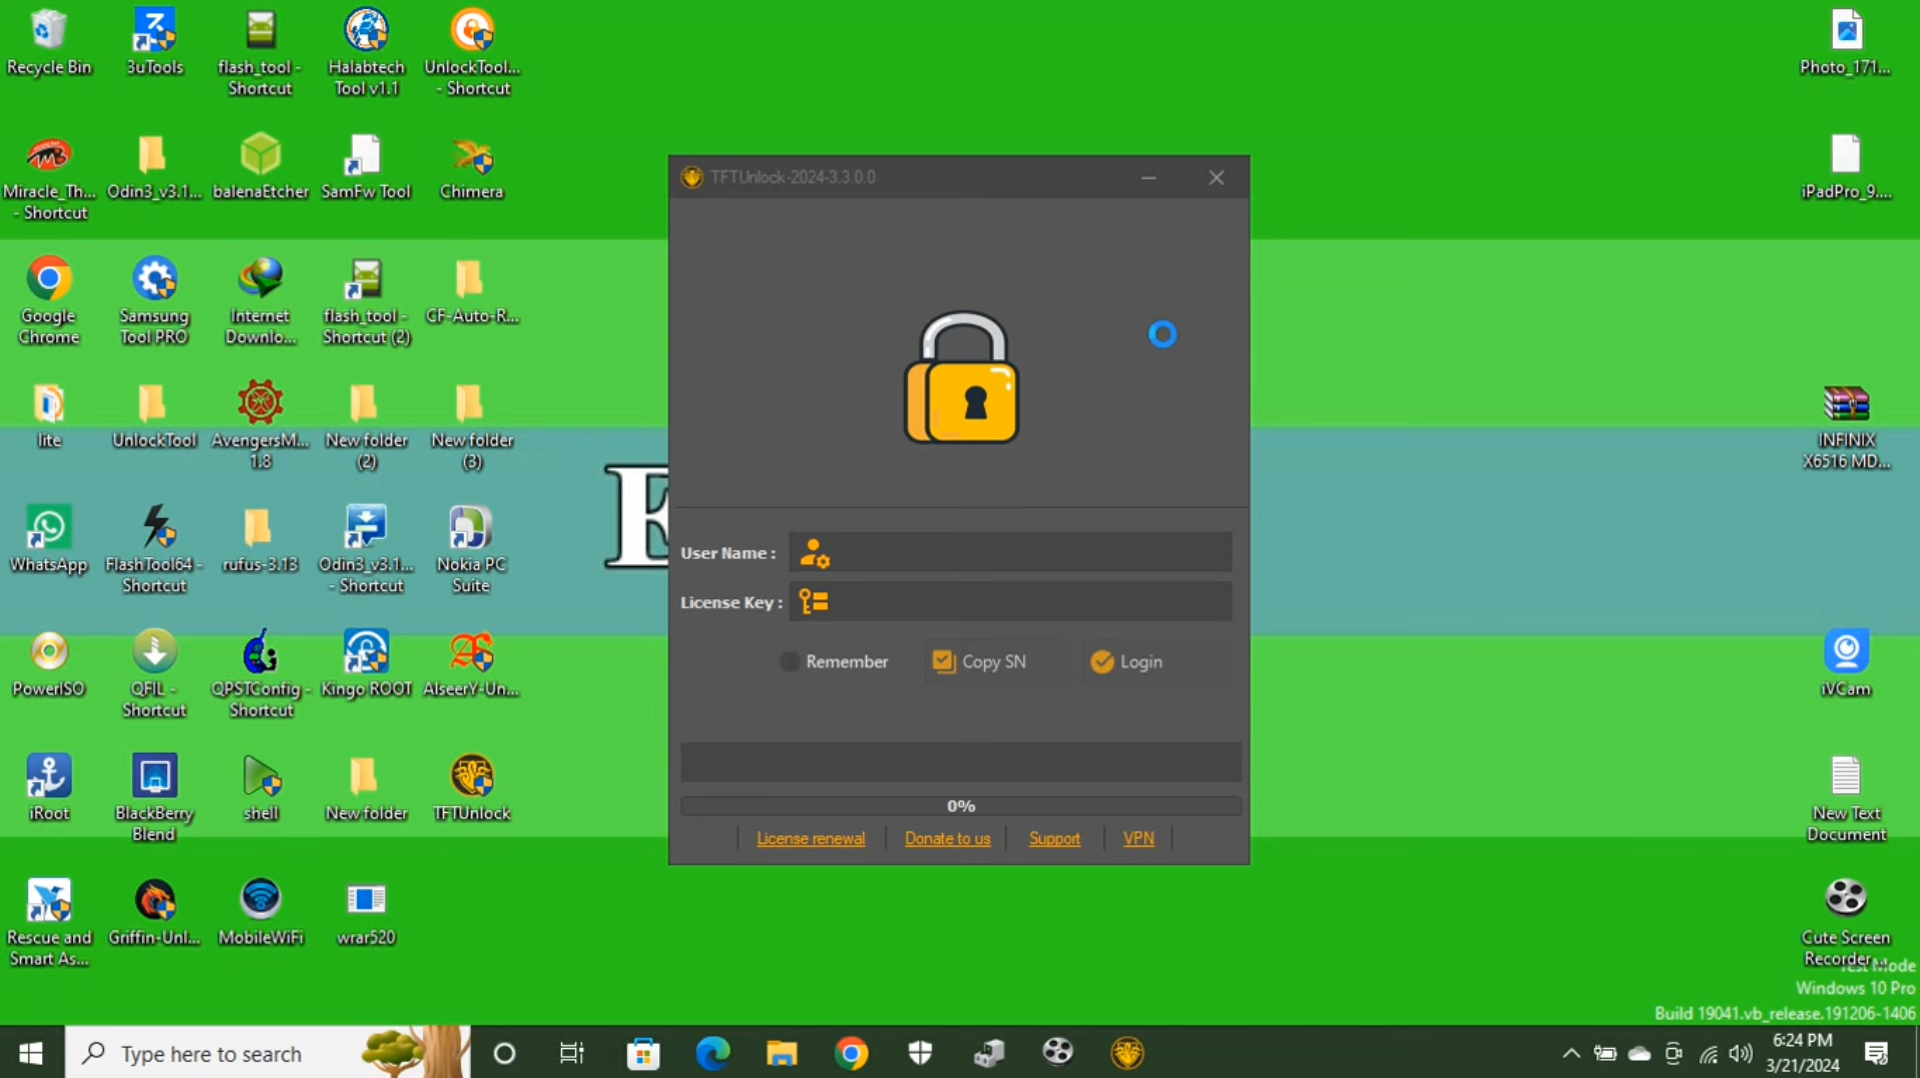 Recycle Bin
3uTools
flash_tool -
Shortcut
Halabtech
Tool v1.1
UnlockTool...
- Shortcut
Miracle_Th...
- Shortcut
Odin3_v3.1...
balenaEtcher
SamFw Tool
Chimera
Google
Chrome
Samsung
Tool PRO
Internet
Downlo...
flash_tool -
Shortcut (2)
CF-Auto-R...
lite
UnlockTool
AvengersM...
1.8
New folder
(2)
New folder
(3)
WhatsApp
FlashTool64 -
Shortcut
rufus-3.13
Odin3_v3.1...
- Shortcut
Nokia PC
Suite
PowerISO
QFIL -
Shortcut
QPSTConfig -
Shortcut
Kingo ROOT
AlseerY-Un...
iRoot
BlackBerry
Blend
shell
New folder
TFTUnlock
Rescue and
Smart As...
Griffin-Unl...
MobileWiFi
wrar520
E
TFTUnlock-2024-3.3.0.0
User Name :
License Key :
Remember
Copy SN
Login
0%
License renewal
Donate to us
Support
VPN
Photo_171...
iPadPro_9....
INFINIX
X6516 MD...
iVCam
New Text
Document
Cute Screen
Recorder ...
Test Mode
Windows 10 Pro
Build 19041.vb_release.191206-1406
Type here to search
6:24 PM
3/21/2024